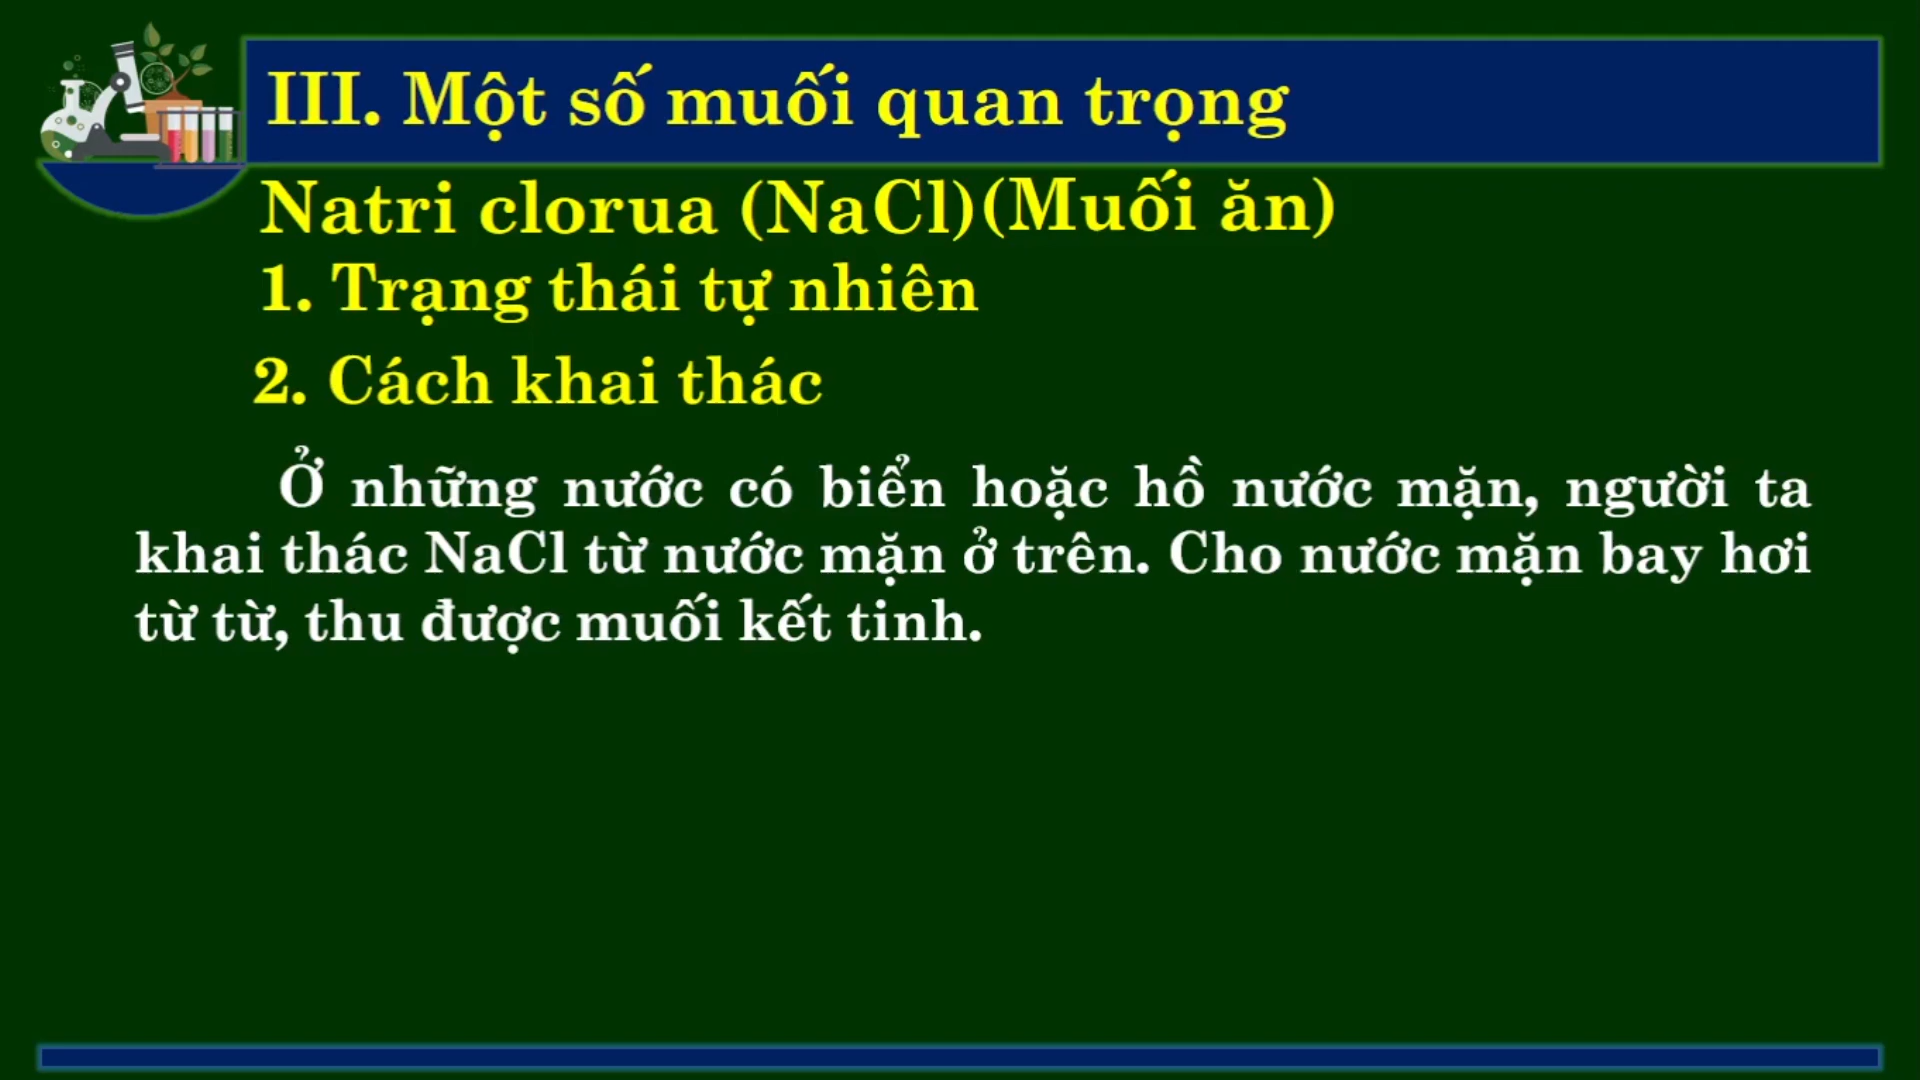 III. Một số muối quan trọng
Natri clorua (NaCl)(Muối ăn)
1. Trạng thái tự nhiên
2. Cách khai thác
Ở những nước có biển hoặc hồ nước mặn, người ta
khai thác NaCl từ nước mặn ở trên. Cho nước mặn bay hơi
từ từ, thu được muối kết tinh.